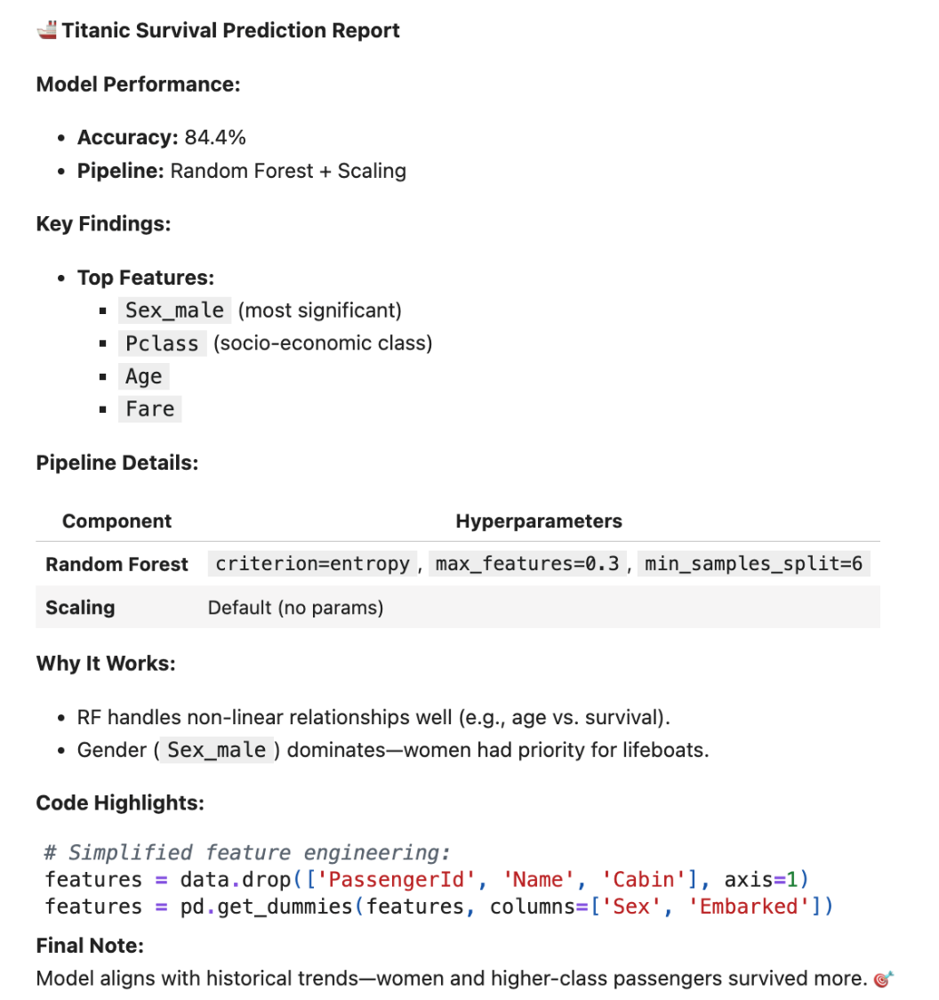 🚢 Titanic Survival Prediction Report
Model Performance:
• Accuracy: 84.4%
• Pipeline: Random Forest + Scaling
Key Findings:
• Top Features:
▪ Sex_male (most significant)
▪ Pclass (socio-economic class)
▪ Age
▪ Fare
Pipeline Details:
Component Hyperparameters
Random Forest criterion=entropy, max_features=0.3, min_samples_split=6
Scaling Default (no params)
Why It Works:
• RF handles non-linear relationships well (e.g., age vs. survival).
• Gender (Sex_male) dominates—women had priority for lifeboats.
Code Highlights:
# Simplified feature engineering:
features = data.drop(['PassengerId', 'Name', 'Cabin'], axis=1)
features = pd.get_dummies(features, columns=['Sex', 'Embarked'])
Final Note:
Model aligns with historical trends—women and higher-class passengers survived more. 🎯